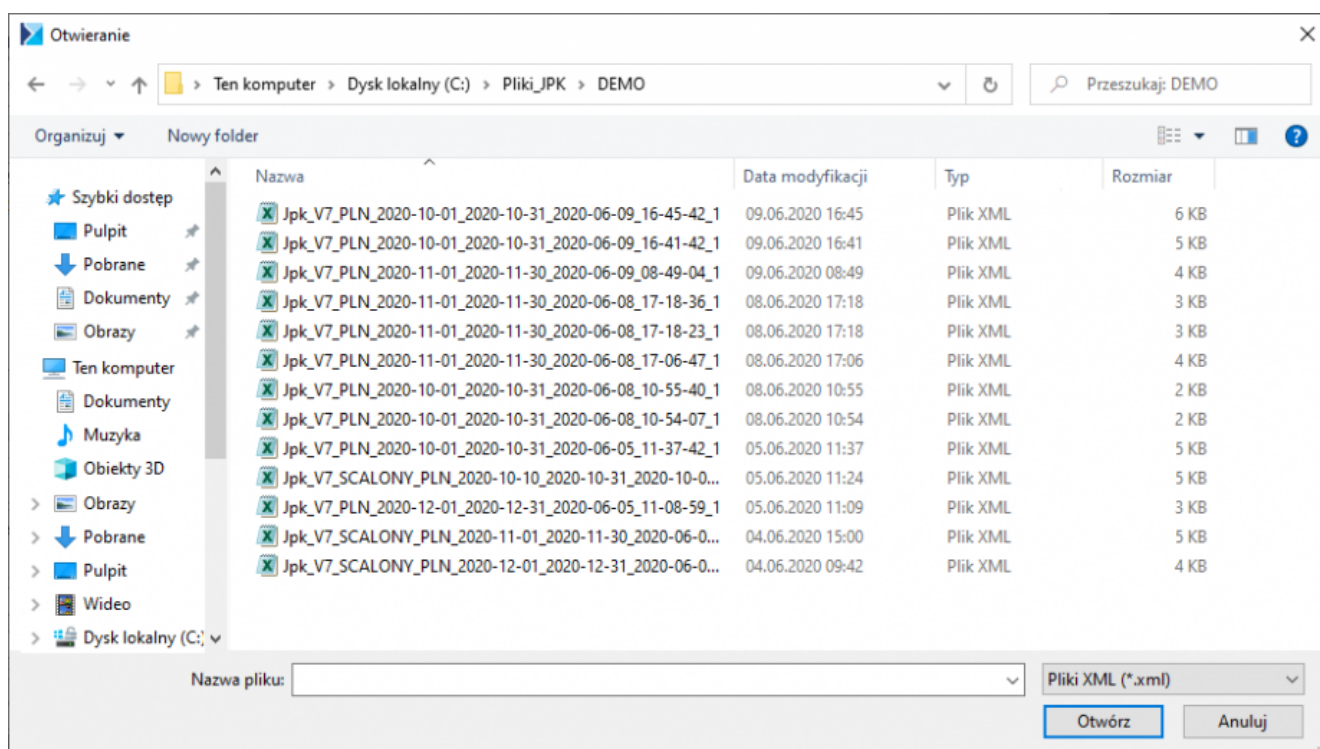 Otwieranie
Ten komputer > Dysk lokalny (C:) > Pliki_JPK > DEMO
Przeszukaj: DEMO
Organizuj
Nowy folder
Szybki dostęp
Pulpit
Pobrane
Dokumenty
Obrazy
Ten komputer
Dokumenty
Muzyka
Obiekty 3D
Obrazy
Pobrane
Pulpit
Wideo
Dysk lokalny (C:)
Nazwa Data modyfikacji Typ Rozmiar
Jpk_V7_PLN_2020-10-01_2020-10-31_2020-06-09_16-45-42_1 09.06.2020 16:45 Plik XML 6 KB
Jpk_V7_PLN_2020-10-01_2020-10-31_2020-06-09_16-41-42_1 09.06.2020 16:41 Plik XML 5 KB
Jpk_V7_PLN_2020-11-01_2020-11-30_2020-06-09_08-49-04_1 09.06.2020 08:49 Plik XML 4 KB
Jpk_V7_PLN_2020-11-01_2020-11-30_2020-06-08_17-18-36_1 08.06.2020 17:18 Plik XML 3 KB
Jpk_V7_PLN_2020-11-01_2020-11-30_2020-06-08_17-18-23_1 08.06.2020 17:18 Plik XML 3 KB
Jpk_V7_PLN_2020-11-01_2020-11-30_2020-06-08_17-06-47_1 08.06.2020 17:06 Plik XML 4 KB
Jpk_V7_PLN_2020-10-01_2020-10-31_2020-06-08_10-55-40_1 08.06.2020 10:55 Plik XML 2 KB
Jpk_V7_PLN_2020-10-01_2020-10-31_2020-06-08_10-54-07_1 08.06.2020 10:54 Plik XML 2 KB
Jpk_V7_PLN_2020-10-01_2020-10-31_2020-06-05_11-37-42_1 05.06.2020 11:37 Plik XML 5 KB
Jpk_V7_SCALONY_PLN_2020-10-10_2020-10-31_2020-10-0... 05.06.2020 11:24 Plik XML 5 KB
Jpk_V7_PLN_2020-12-01_2020-12-31_2020-06-05_11-08-59_1 05.06.2020 11:09 Plik XML 3 KB
Jpk_V7_SCALONY_PLN_2020-11-01_2020-11-30_2020-06-0... 04.06.2020 15:00 Plik XML 5 KB
Jpk_V7_SCALONY_PLN_2020-12-01_2020-12-31_2020-06-0... 04.06.2020 09:42 Plik XML 4 KB
Nazwa pliku:
Pliki XML (*.xml)
Otwórz
Anuluj